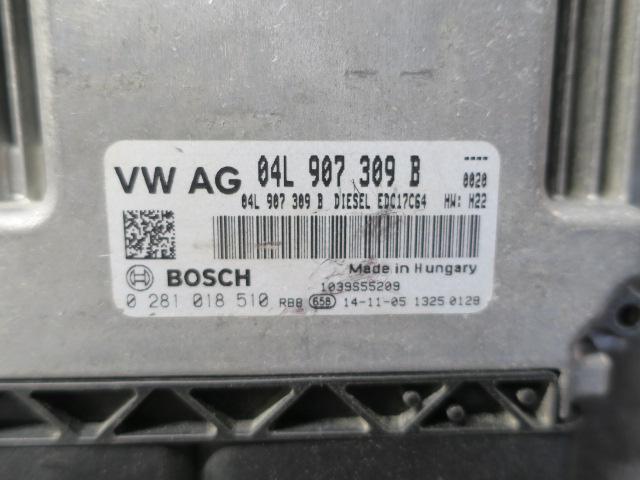 VW AG 04L 907 309 B ----
0020
04L 907 309 B DIESEL EDC17C64 HW: H22
BOSCH Made in Hungary
1039S55209
0 281 018 510 RBB 658 14-11-05 1325 0128